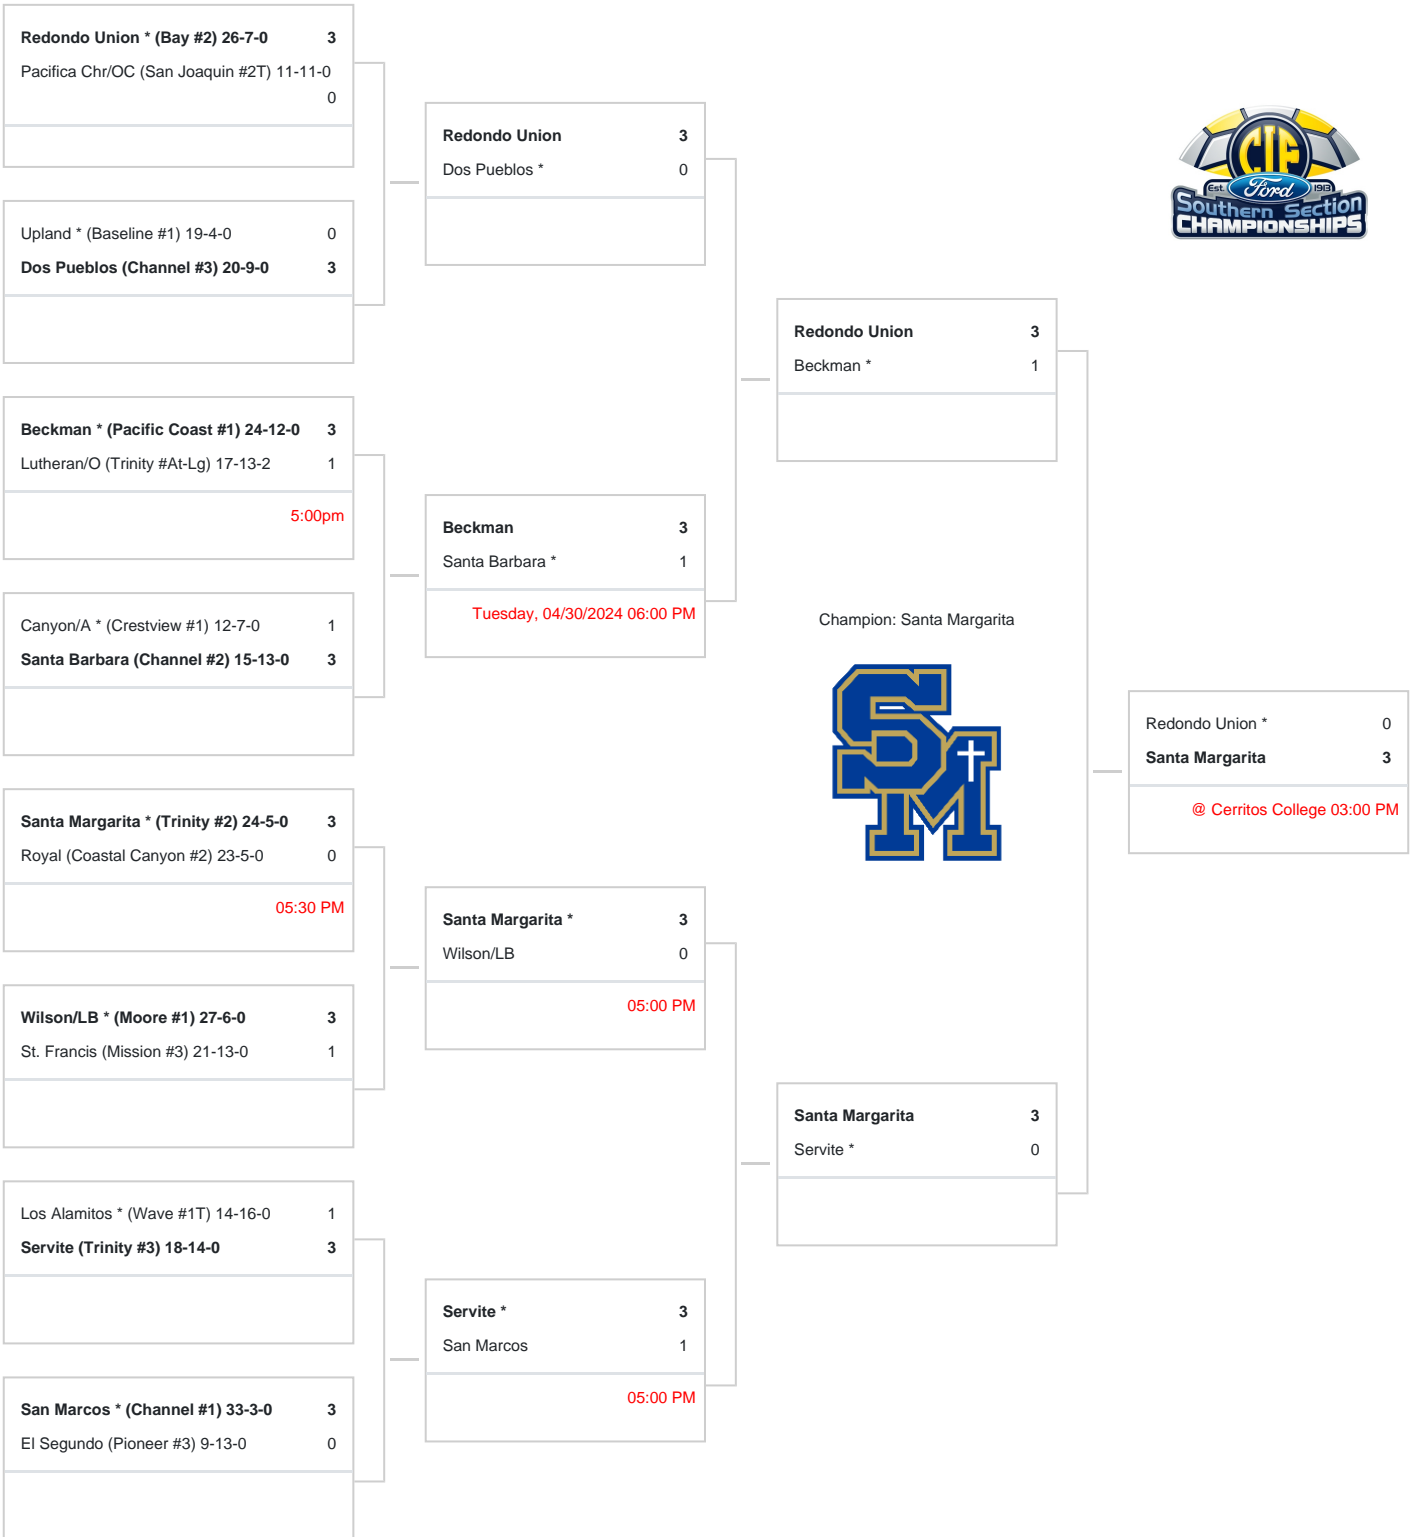 Redondo Union * (Bay #2) 26-7-0 3
Pacifica Chr/OC (San Joaquin #2T) 11-11-0
0
Upland * (Baseline #1) 19-4-0 0
Dos Pueblos (Channel #3) 20-9-0 3
Beckman * (Pacific Coast #1) 24-12-0 3
Lutheran/O (Trinity #At-Lg) 17-13-2 1
5:00pm
Canyon/A * (Crestview #1) 12-7-0 1
Santa Barbara (Channel #2) 15-13-0 3
Santa Margarita * (Trinity #2) 24-5-0 3
Royal (Coastal Canyon #2) 23-5-0 0
05:30 PM
Wilson/LB * (Moore #1) 27-6-0 3
St. Francis (Mission #3) 21-13-0 1
Los Alamitos * (Wave #1T) 14-16-0 1
Servite (Trinity #3) 18-14-0 3
San Marcos * (Channel #1) 33-3-0 3
El Segundo (Pioneer #3) 9-13-0 0
Redondo Union 3
Dos Pueblos * 0
Beckman 3
Santa Barbara * 1
Tuesday, 04/30/2024 06:00 PM
Santa Margarita * 3
Wilson/LB 0
05:00 PM
Servite * 3
San Marcos 1
05:00 PM
Redondo Union 3
Beckman * 1
Santa Margarita 3
Servite * 0
Champion: Santa Margarita
SM
Redondo Union * 0
Santa Margarita 3
@ Cerritos College 03:00 PM
CIF
Est. Ford 1913
Southern Section
CHAMPIONSHIPS